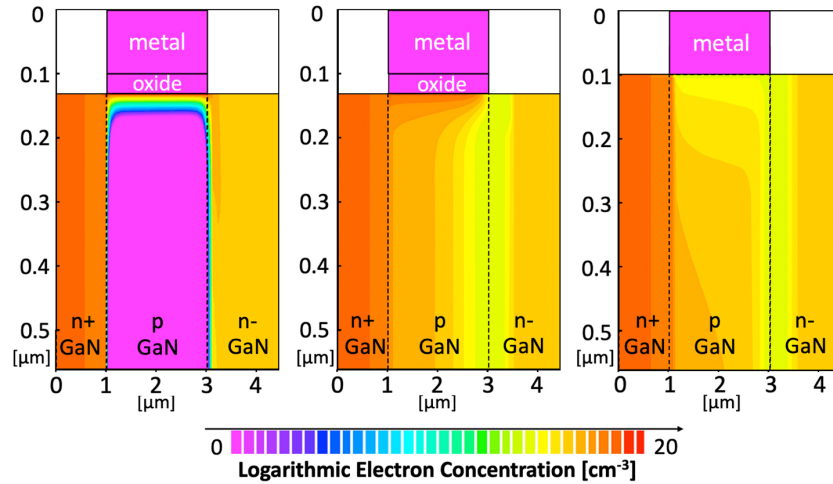 0
metal
0.1
oxide
0.2
0.3
0.4
0.5
[μm]
n+
GaN
p
GaN
n-
GaN
0 1 2 3 4
[μm]
0
metal
0.1
oxide
0.2
0.3
0.4
0.5
[μm]
n+
GaN
p
GaN
n-
GaN
0 1 2 3 4
[μm]
0
metal
0.1
0.2
0.3
0.4
0.5
[μm]
n+
GaN
p
GaN
n-
GaN
0 1 2 3 4
[μm]
0 20
Logarithmic Electron Concentration [cm⁻³]